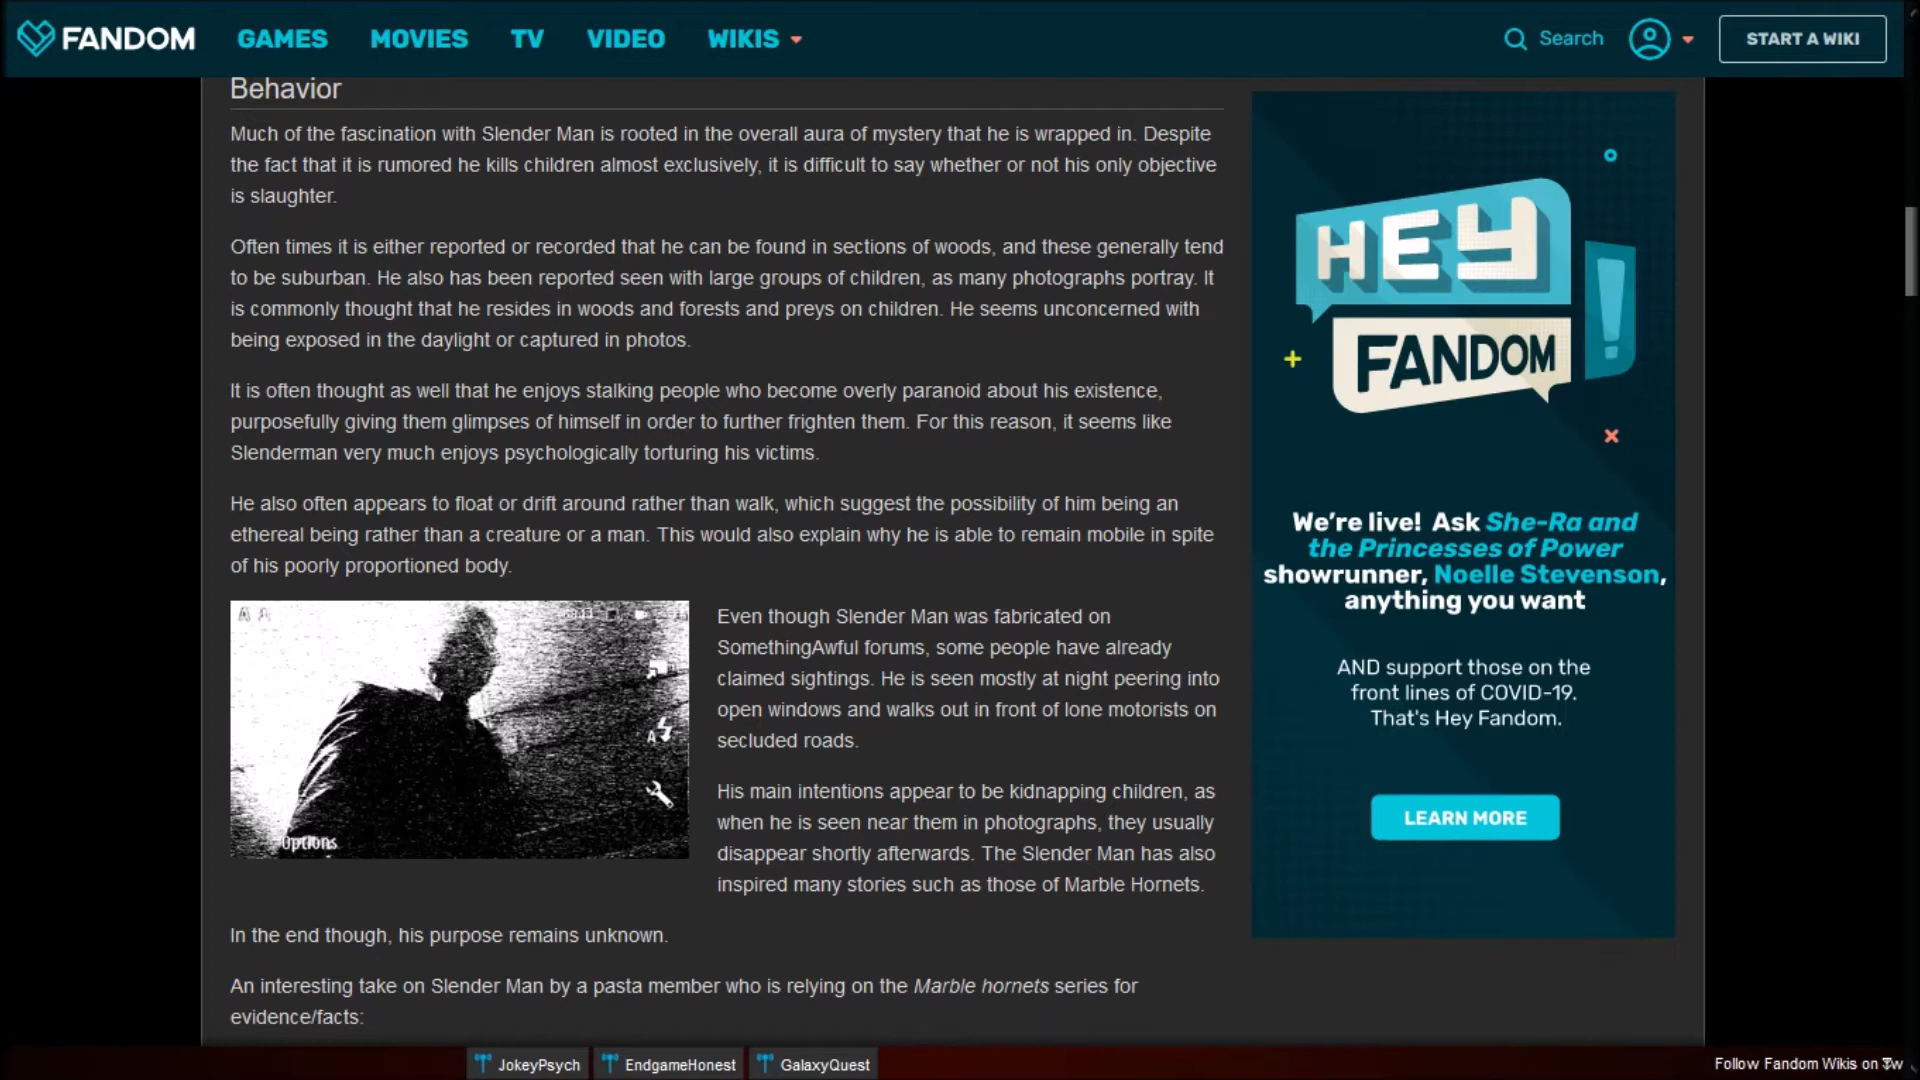 FANDOM GAMES MOVIES TV VIDEO WIKIS Search START A WIKI
Behavior
Much of the fascination with Slender Man is rooted in the overall aura of mystery that he is wrapped in. Despite
the fact that it is rumored he kills children almost exclusively, it is difficult to say whether or not his only objective
is slaughter.
Often times it is either reported or recorded that he can be found in sections of woods, and these generally tend
to be suburban. He also has been reported seen with large groups of children, as many photographs portray. It
is commonly thought that he resides in woods and forests and preys on children. He seems unconcerned with
being exposed in the daylight or captured in photos.
It is often thought as well that he enjoys stalking people who become overly paranoid about his existence,
purposefully giving them glimpses of himself in order to further frighten them. For this reason, it seems like
Slenderman very much enjoys psychologically torturing his victims.
He also often appears to float or drift around rather than walk, which suggest the possibility of him being an
ethereal being rather than a creature or a man. This would also explain why he is able to remain mobile in spite
of his poorly proportioned body.
Options
Even though Slender Man was fabricated on
SomethingAwful forums, some people have already
claimed sightings. He is seen mostly at night peering into
open windows and walks out in front of lone motorists on
secluded roads.
His main intentions appear to be kidnapping children, as
when he is seen near them in photographs, they usually
disappear shortly afterwards. The Slender Man has also
inspired many stories such as those of Marble Hornets.
In the end though, his purpose remains unknown.
An interesting take on Slender Man by a pasta member who is relying on the Marble hornets series for
evidence/facts:
HEY
FANDOM!
We're live! Ask She-Ra and
the Princesses of Power
showrunner, Noelle Stevenson,
anything you want
AND support those on the
front lines of COVID-19.
That's Hey Fandom.
LEARN MORE
JokeyPsych EndgameHonest GalaxyQuest Follow Fandom Wikis on